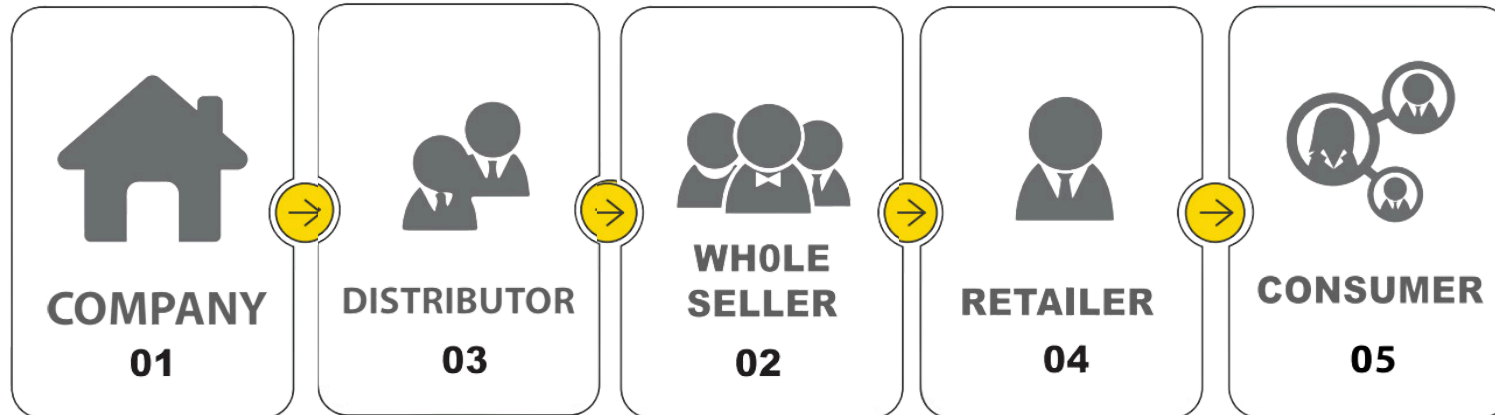 COMPANY
01
DISTRIBUTOR
03
WH0LE
SELLER
02
RETAILER
04
CONSUMER
05